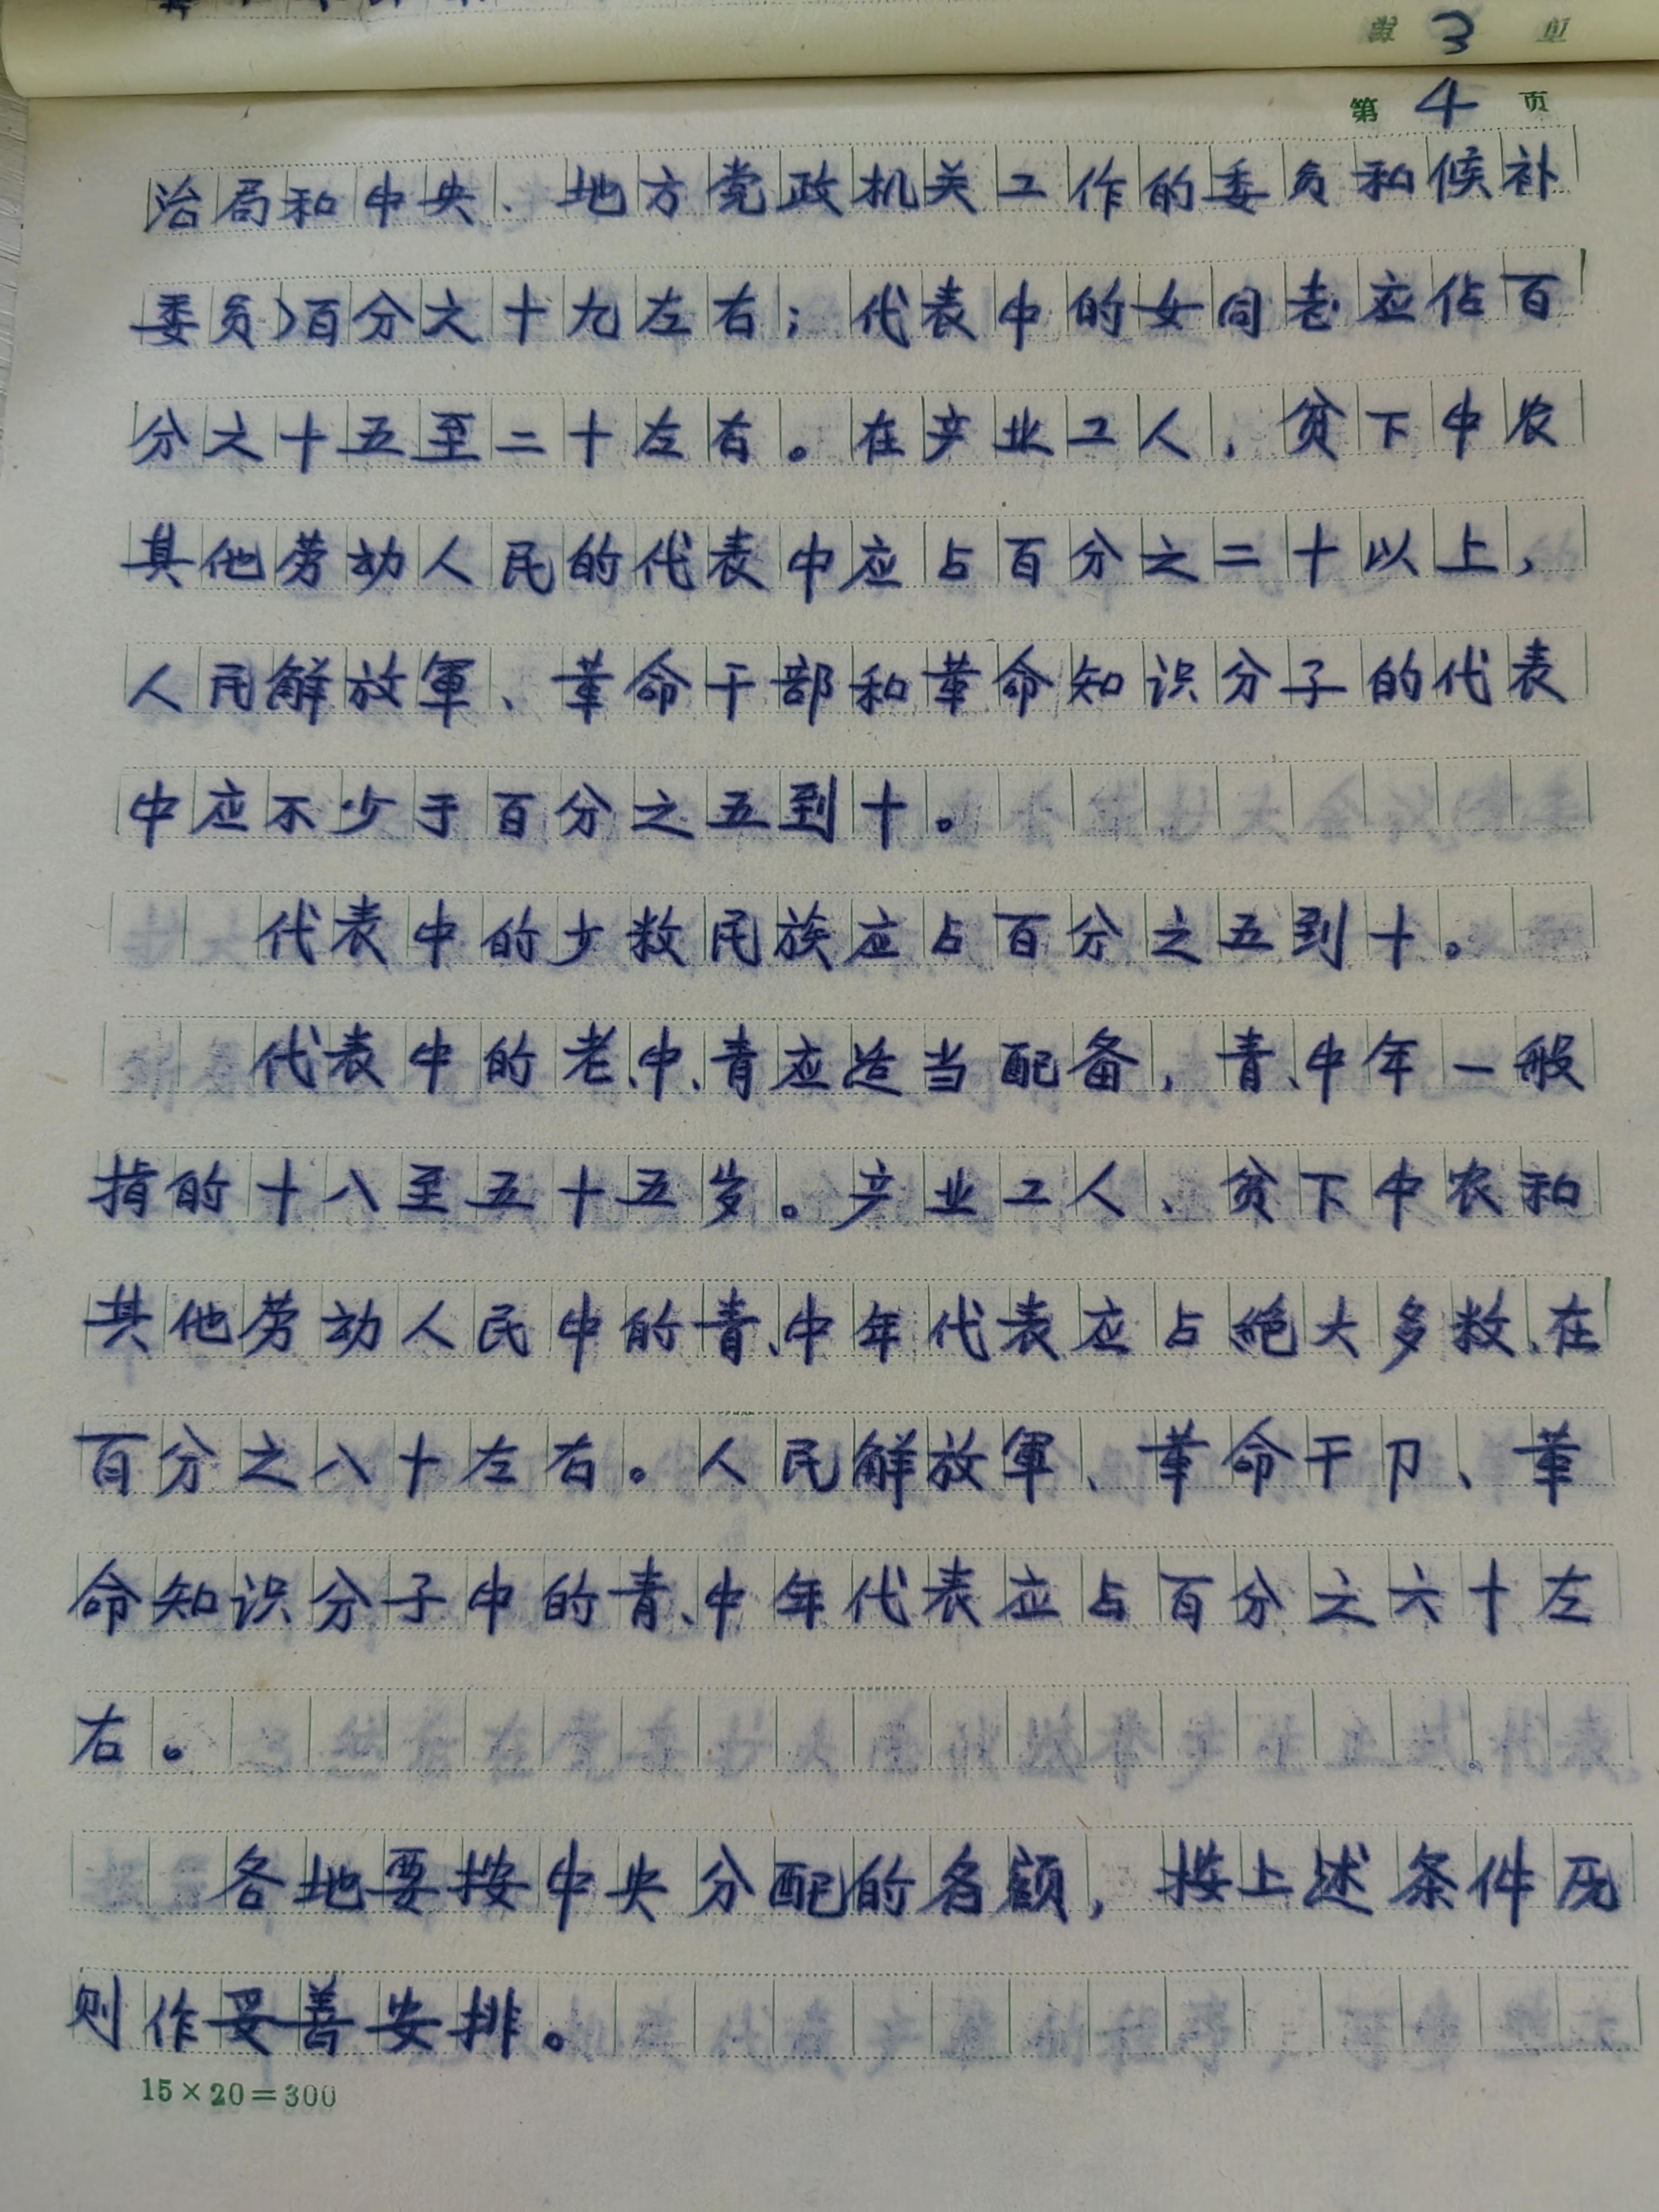 第 3 页
第 4 页
治局和中央、地方党政机关工作的委员和候补
委员)百分之十九左右；代表中的女同志应佔百
分之十五至二十左右。在产业工人，贫下中农
其他劳动人民的代表中应占百分之二十以上，
人民解放軍、革命干部和革命知识分子的代表
中应不少于百分之五到十。
代表中的少数民族应占百分之五到十。
代表中的老、中、青应适当配备，青、中年一般
指的十八至五十五岁。产业工人、贫下中农和
其他劳动人民中的青、中年代表应占絶大多数、在
百分之八十左右。人民解放軍、革命干卩、革
命知识分子中的青、中年代表应占百分之六十左
右。
各地要按中央分配的名额，按上述条件厡
则作妥善安排。
15×20=300